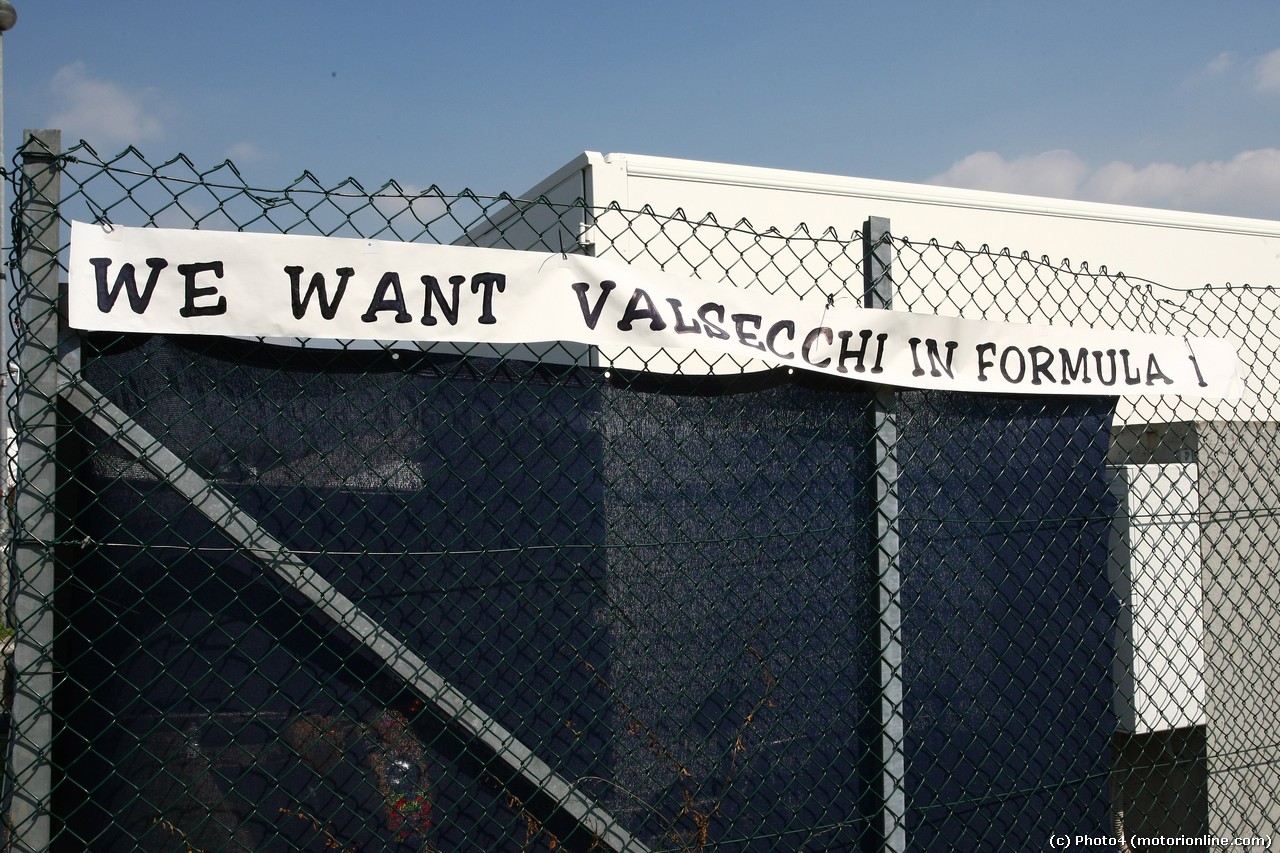 WE WANT VALSECCHI IN FORMULA 1
(c) Photo4 (motorionline.com)